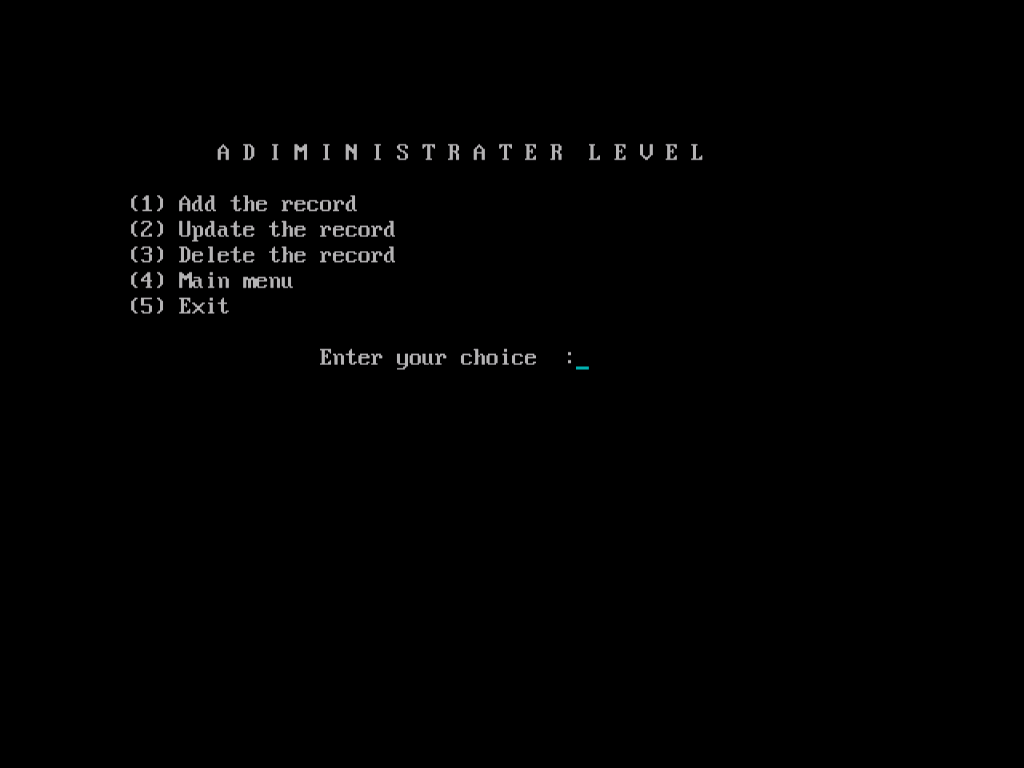 A D I M I N I S T R A T E R  L E V E L
(1) Add the record
(2) Update the record
(3) Delete the record
(4) Main menu
(5) Exit
Enter your choice  :_